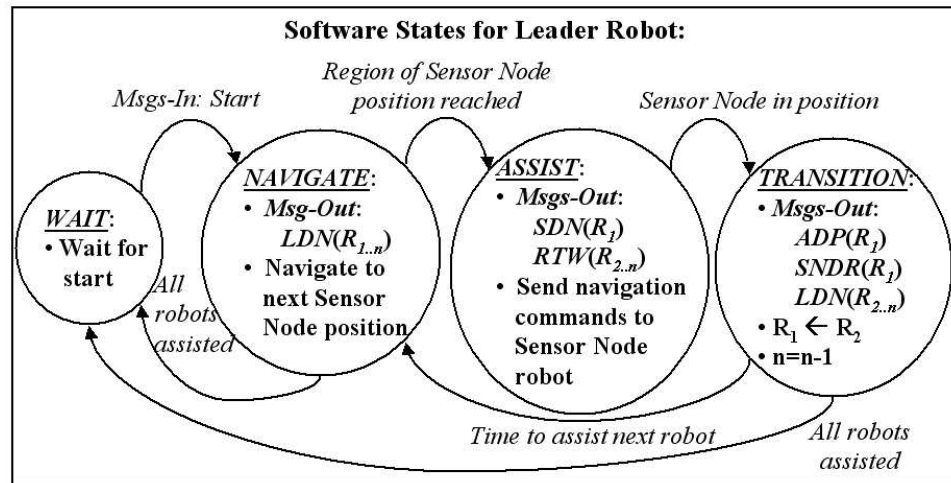 Software States for Leader Robot:
Msgs-In: Start
Region of Sensor Node
position reached
Sensor Node in position
WAIT:
• Wait for
start
NAVIGATE:
• Msg-Out:
LDN(R1..n)
• Navigate to
next Sensor
Node position
ASSIST:
• Msgs-Out:
SDN(R1)
RTW(R2..n)
• Send navigation
commands to
Sensor Node
robot
TRANSITION:
• Msgs-Out:
ADP(R1)
SNDR(R1)
LDN(R2..n)
• R1 ← R2
• n=n-1
All
robots
assisted
Time to assist next robot
All robots
assisted